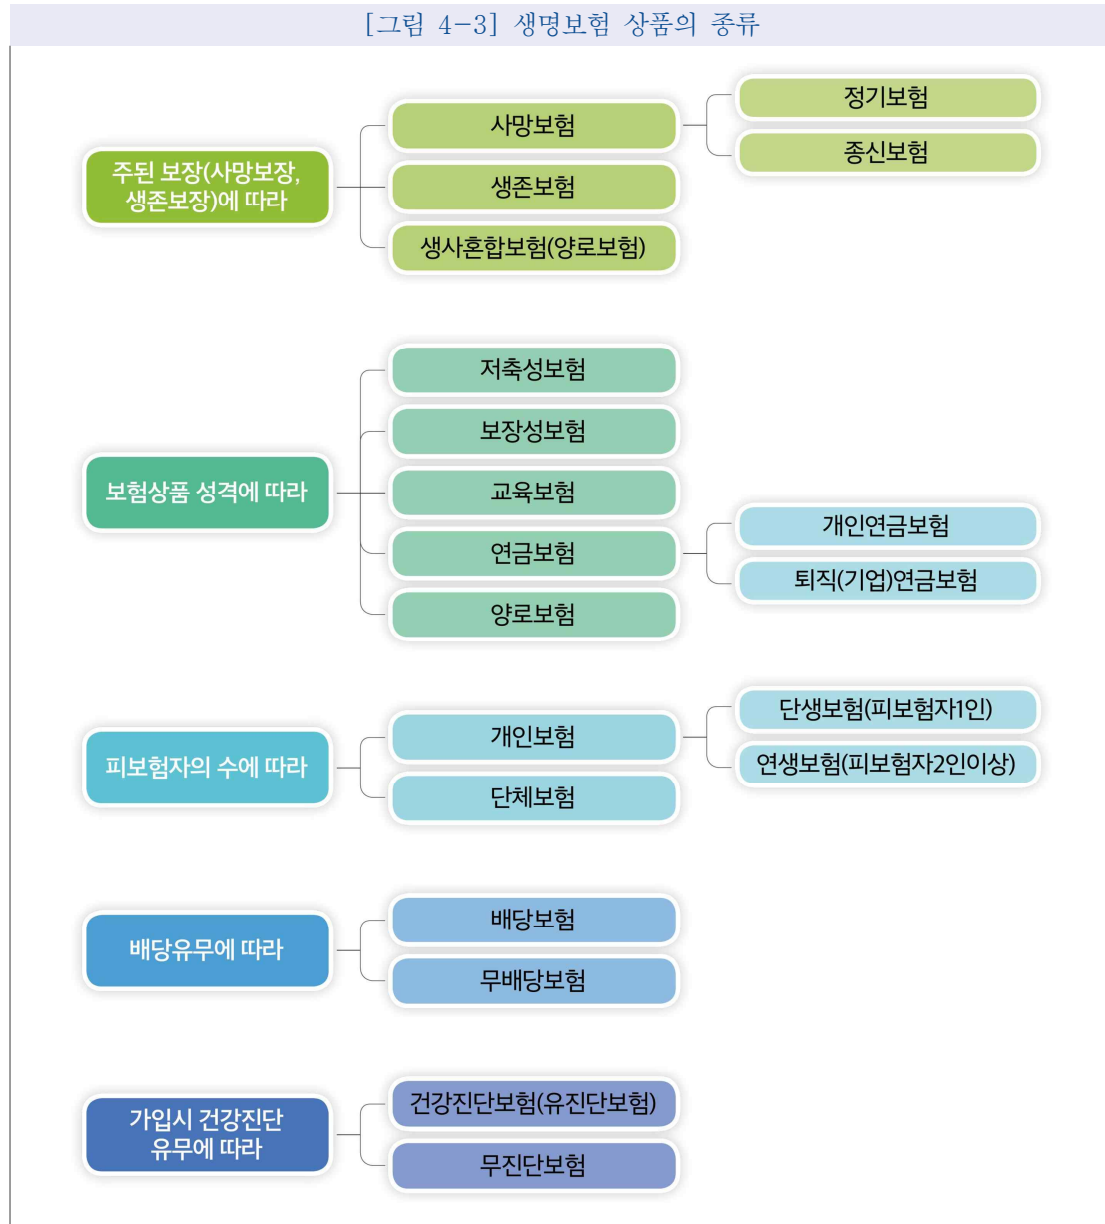 [그림 4-3] 생명보험 상품의 종류
주된 보장(사망보장,
생존보장)에 따라
사망보험
정기보험
종신보험
생존보험
생사혼합보험(양로보험)
보험상품 성격에 따라
저축성보험
보장성보험
교육보험
연금보험
개인연금보험
퇴직(기업)연금보험
양로보험
피보험자의 수에 따라
개인보험
단생보험(피보험자1인)
연생보험(피보험자2인이상)
단체보험
배당유무에 따라
배당보험
무배당보험
가입시 건강진단
유무에 따라
건강진단보험(유진단보험)
무진단보험